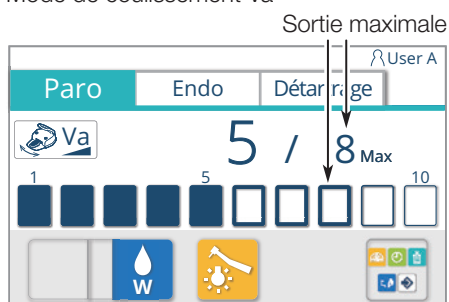 Mode de coulissement Va
Sortie maximale
User A
Paro Endo Détartrage
Va 5 / 8 Max
1 5 10
W